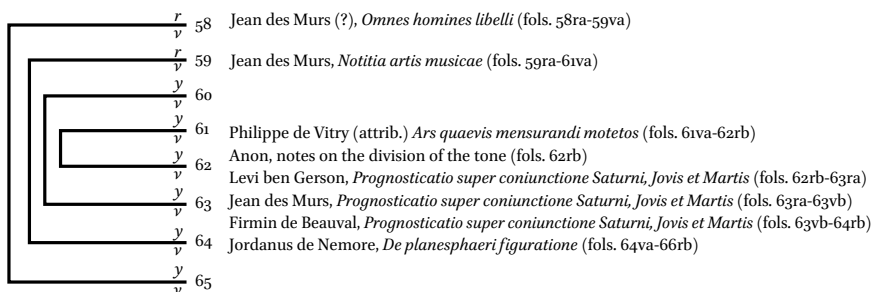 r
v 58 Jean des Murs (?), Omnes homines libelli (fols. 58ra-59va)
r
v 59 Jean des Murs, Notitia artis musicae (fols. 59ra-61va)
y
v 60
y
v 61 Philippe de Vitry (attrib.) Ars quaevis mensurandi motetos (fols. 61va-62rb)
Anon, notes on the division of the tone (fols. 62rb)
y
v 62
Levi ben Gerson, Prognosticatio super coniunctione Saturni, Jovis et Martis (fols. 62rb-63ra)
y
v 63 Jean des Murs, Prognosticatio super coniunctione Saturni, Jovis et Martis (fols. 63ra-63vb)
Firmin de Beauval, Prognosticatio super coniunctione Saturni, Jovis et Martis (fols. 63vb-64rb)
y
v 64 Jordanus de Nemore, De planesphaeri figuratione (fols. 64va-66rb)
y
v 65